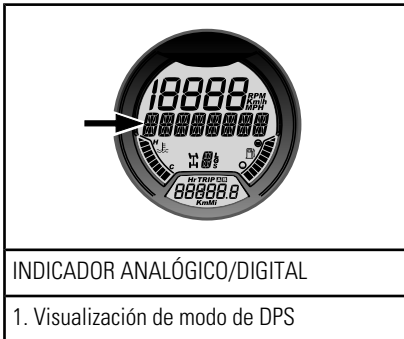 18888 RPM
Km/h
MPH
H
C
Hr TRIP A B
88888.8
KmMi
INDICADOR ANALÓGICO/DIGITAL
1. Visualización de modo de DPS